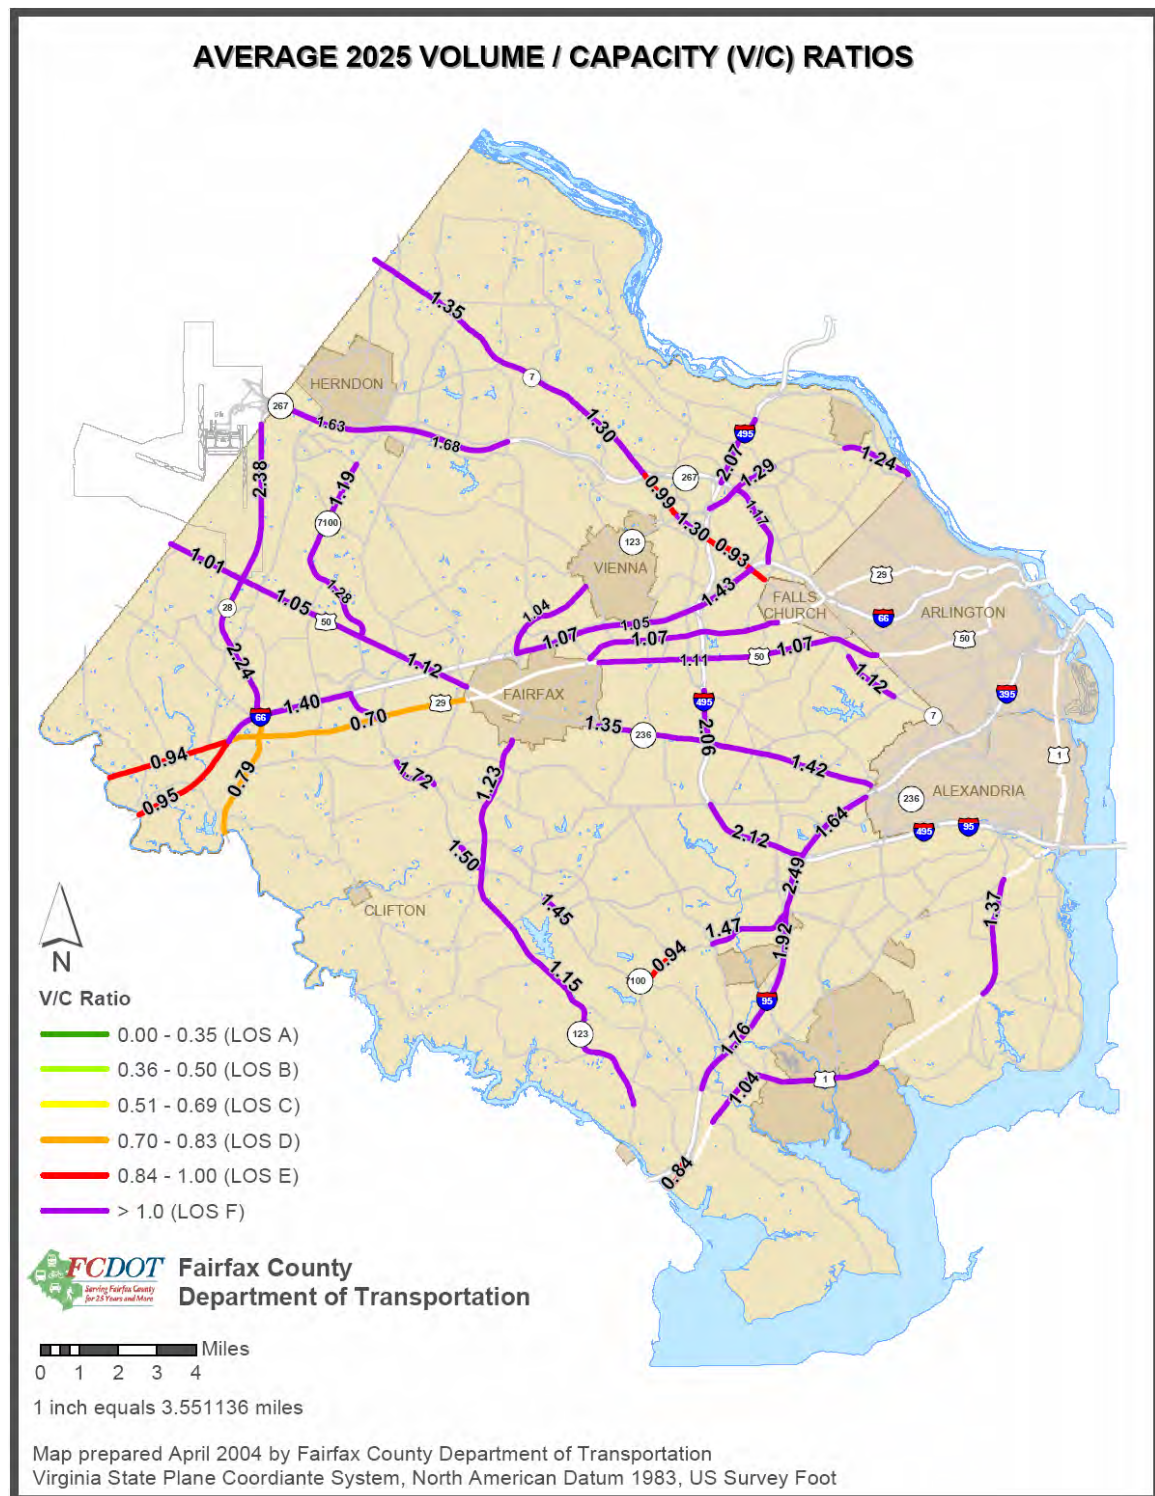 AVERAGE 2025 VOLUME / CAPACITY (V/C) RATIOS
1.35
HERNDON
7
267
1.63
1.68
1.30
495
2.07
1.29
1.24
2.38
1.19
267
0.99
1.17
7100
1.30
0.93
123
VIENNA
1.01
1.28
1.05
50
28
1.04
1.43
29
FALLS
CHURCH
66
ARLINGTON
1.05
1.07
1.07
50
1.07
1.11
50
2.24
1.12
1.12
FAIRFAX
495
395
66
1.40
29
0.70
7
1.35
236
2.06
1
0.94
1.42
0.79
1.72
1.23
0.95
236
ALEXANDRIA
1.64
495
95
2.12
1.50
2.49
CLIFTON
1.45
1.37
1.47
1.92
0.94
7100
1.15
95
123
1.76
1.04
1
0.84
N
V/C Ratio
0.00 - 0.35 (LOS A)
0.36 - 0.50 (LOS B)
0.51 - 0.69 (LOS C)
0.70 - 0.83 (LOS D)
0.84 - 1.00 (LOS E)
> 1.0 (LOS F)
FCDOT
Serving Fairfax County
for 25 Years and More
Fairfax County
Department of Transportation
Miles
0 1 2 3 4
1 inch equals 3.551136 miles
Map prepared April 2004 by Fairfax County Department of Transportation
Virginia State Plane Coordiante System, North American Datum 1983, US Survey Foot